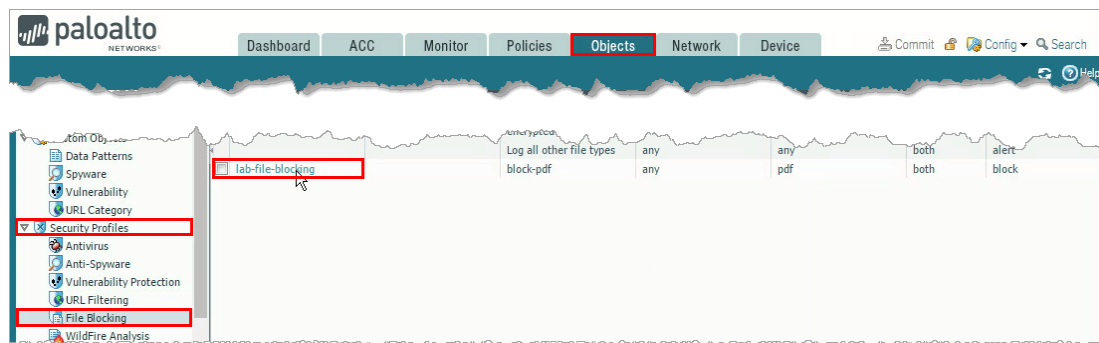 paloalto
NETWORKS®
Dashboard ACC Monitor Policies Objects Network Device Commit Config Search
Help
encrypted
Log all other file types any any both alert
lab-file-blocking block-pdf any pdf both block
Data Patterns
Spyware
Vulnerability
URL Category
Security Profiles
Antivirus
Anti-Spyware
Vulnerability Protection
URL Filtering
File Blocking
WildFire Analysis